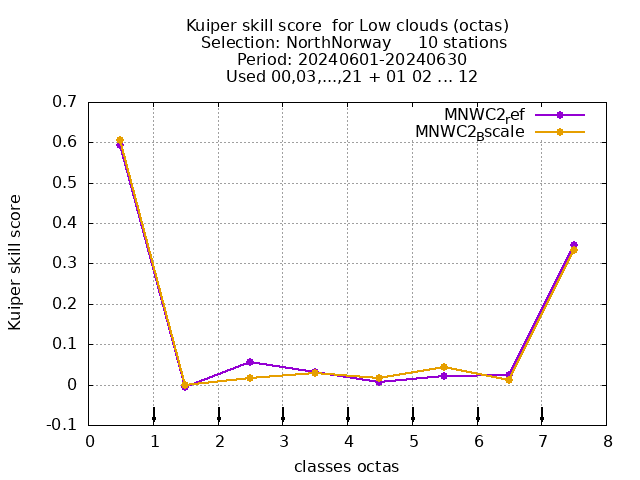 Kuiper skill score  for Low clouds (octas)
Selection: NorthNorway     10 stations
Period: 20240601-20240630
Used 00,03,...,21 + 01 02 ... 12
MNWC2ref
MNWC2Bscale
0.7
0.6
0.5
0.4
0.3
0.2
0.1
0
-0.1
Kuiper skill score
0 1 2 3 4 5 6 7 8
classes octas